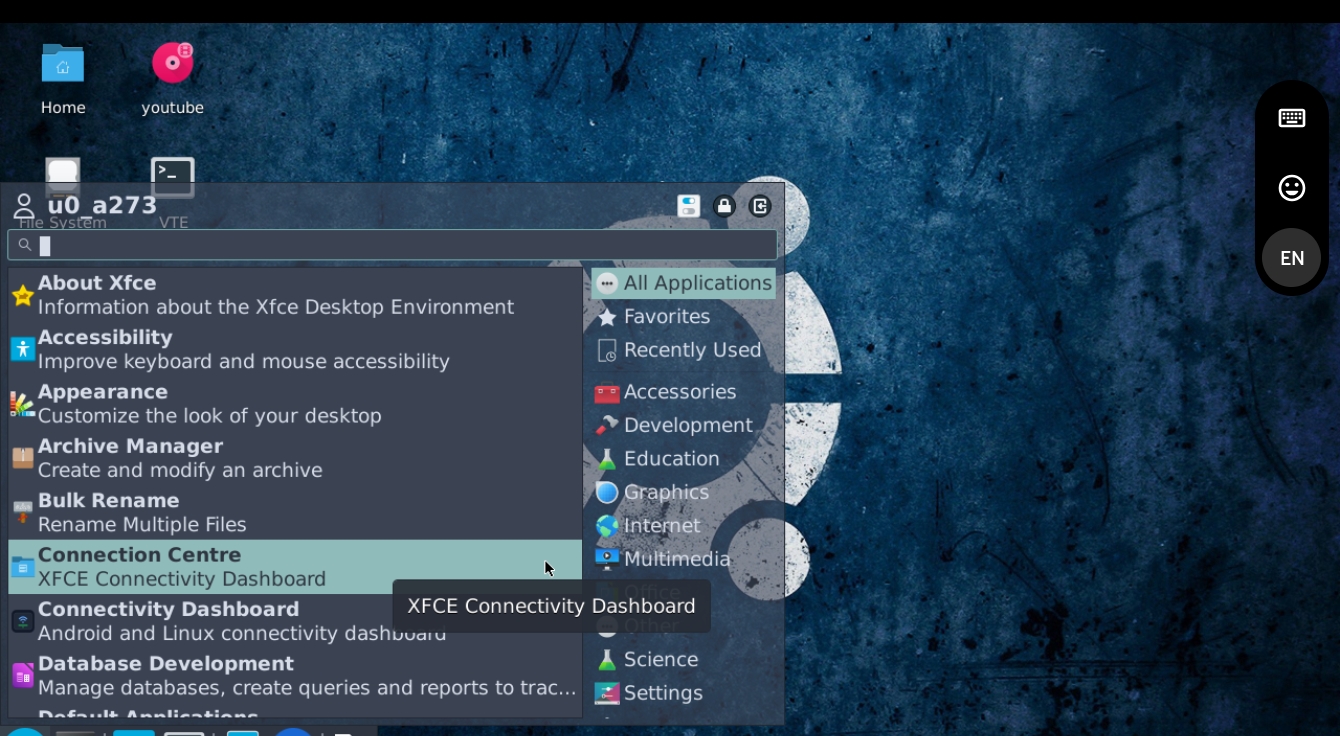 Home
youtube
>_
u0_a273
File System
VTE
EN
About Xfce
Information about the Xfce Desktop Environment
Accessibility
Improve keyboard and mouse accessibility
Appearance
Customize the look of your desktop
Archive Manager
Create and modify an archive
Bulk Rename
Rename Multiple Files
Connection Centre
XFCE Connectivity Dashboard
XFCE Connectivity Dashboard
Connectivity Dashboard
Android and Linux connectivity dashboard
Database Development
Manage databases, create queries and reports to trac...
Default Applications
All Applications
Favorites
Recently Used
Accessories
Development
Education
Graphics
Internet
Multimedia
Office
Other
Science
Settings